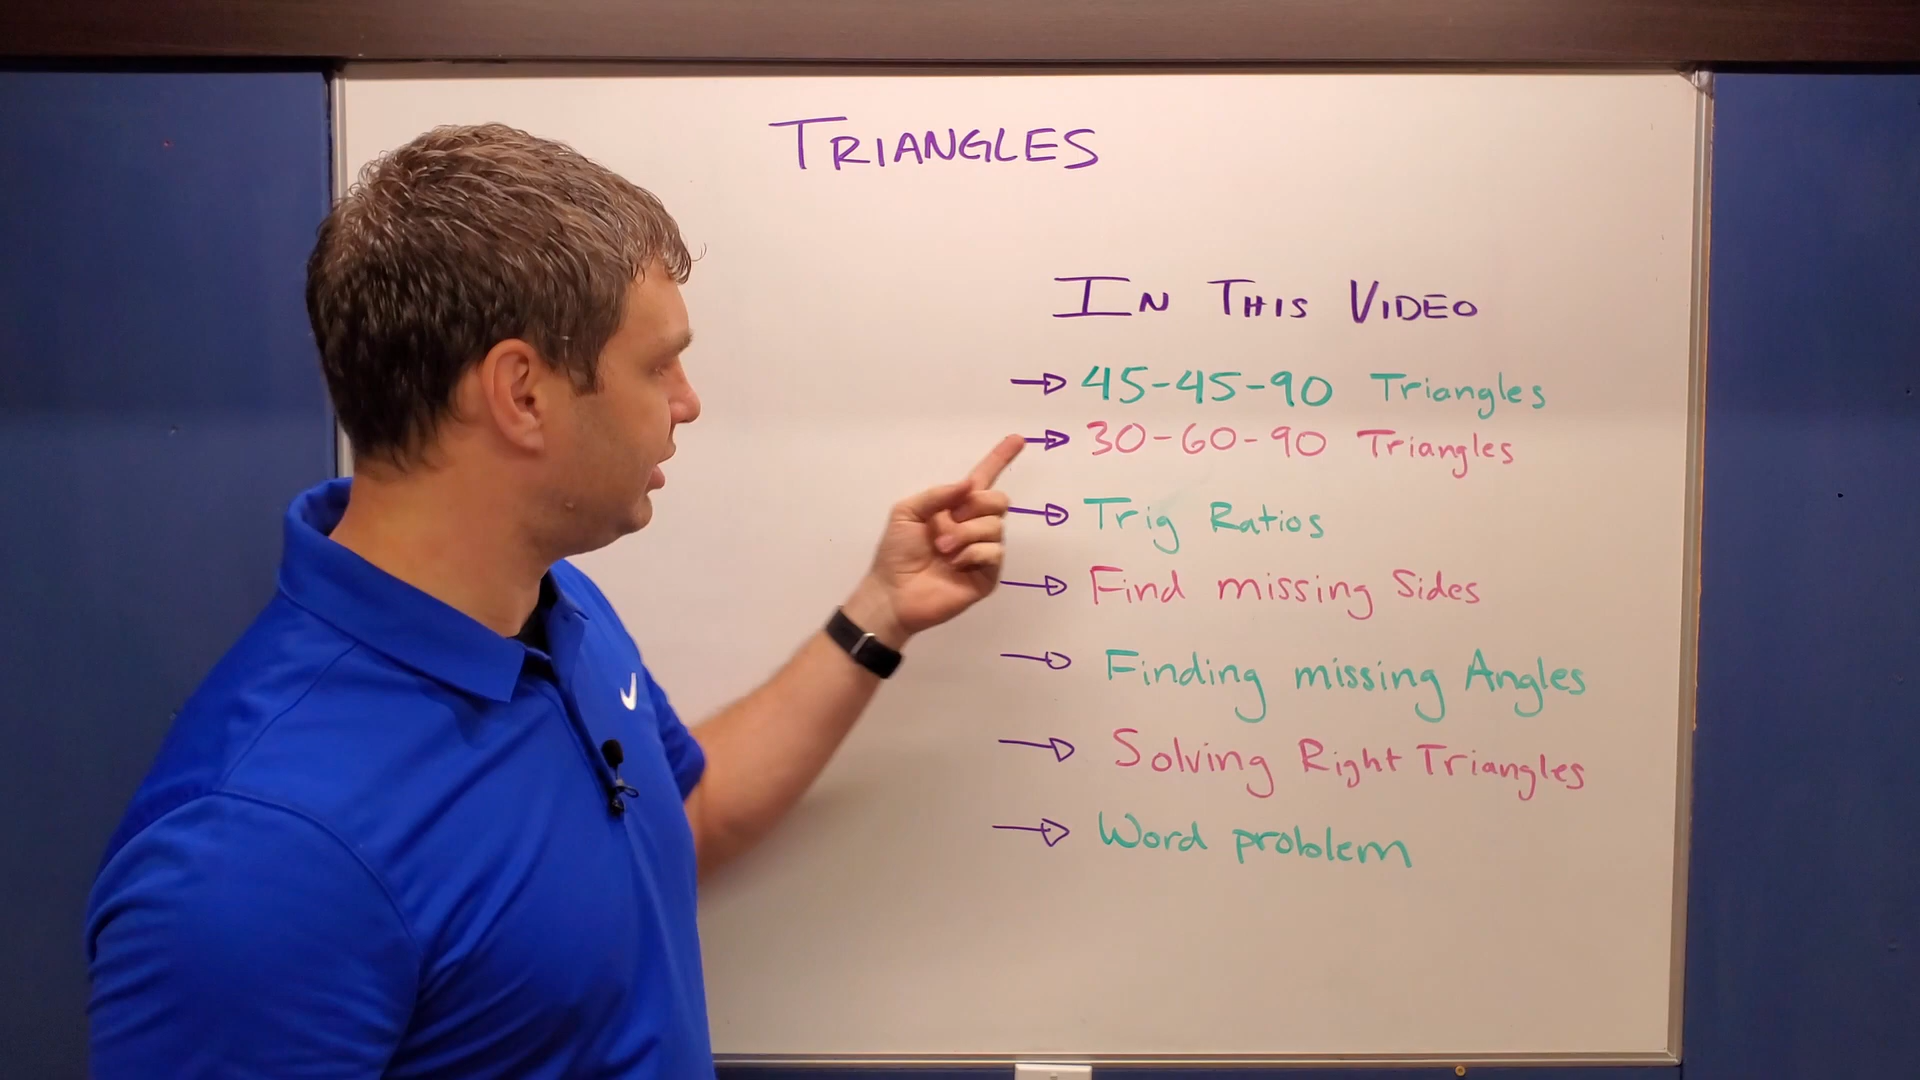 TRIANGLES
IN THIS VIDEO
45-45-90 Triangles
30-60-90 Triangles
Trig Ratios
Find missing Sides
Finding missing Angles
Solving Right Triangles
Word problem